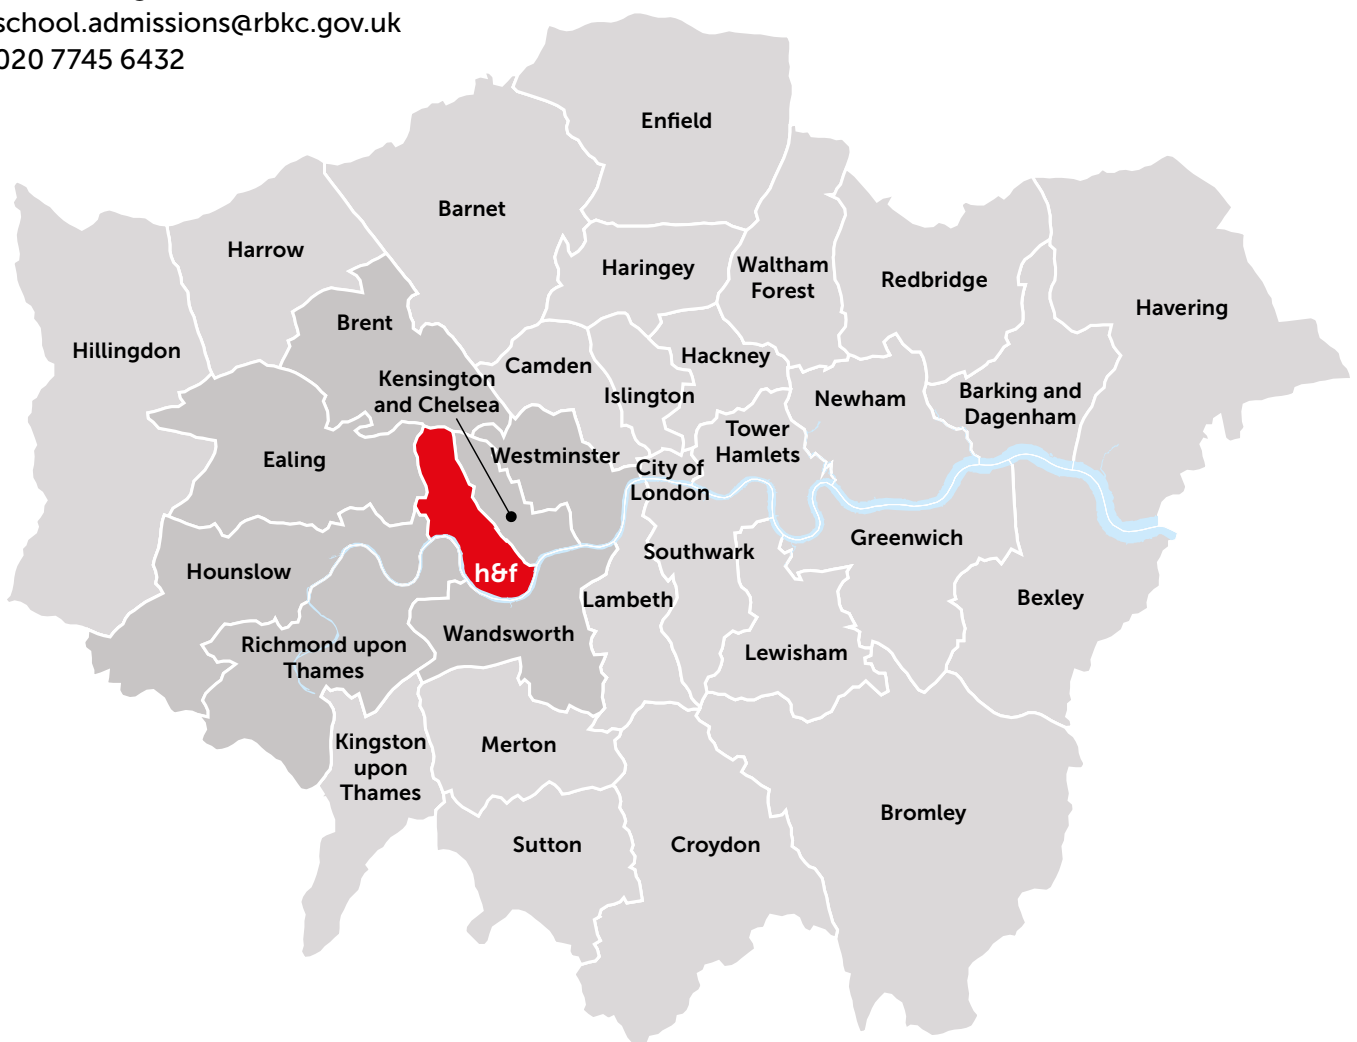 school.admissions@rbkc.gov.uk
020 7745 6432
Enfield
Barnet
Harrow
Haringey
Waltham
Forest
Redbridge
Havering
Hillingdon
Brent
Camden
Hackney
Islington
Kensington
and Chelsea
Newham
Barking and
Dagenham
Tower
Hamlets
Ealing
Westminster
City of
London
Southwark
Greenwich
Hounslow
h&f
Lambeth
Bexley
Richmond upon
Thames
Wandsworth
Lewisham
Kingston
upon
Thames
Merton
Bromley
Sutton
Croydon